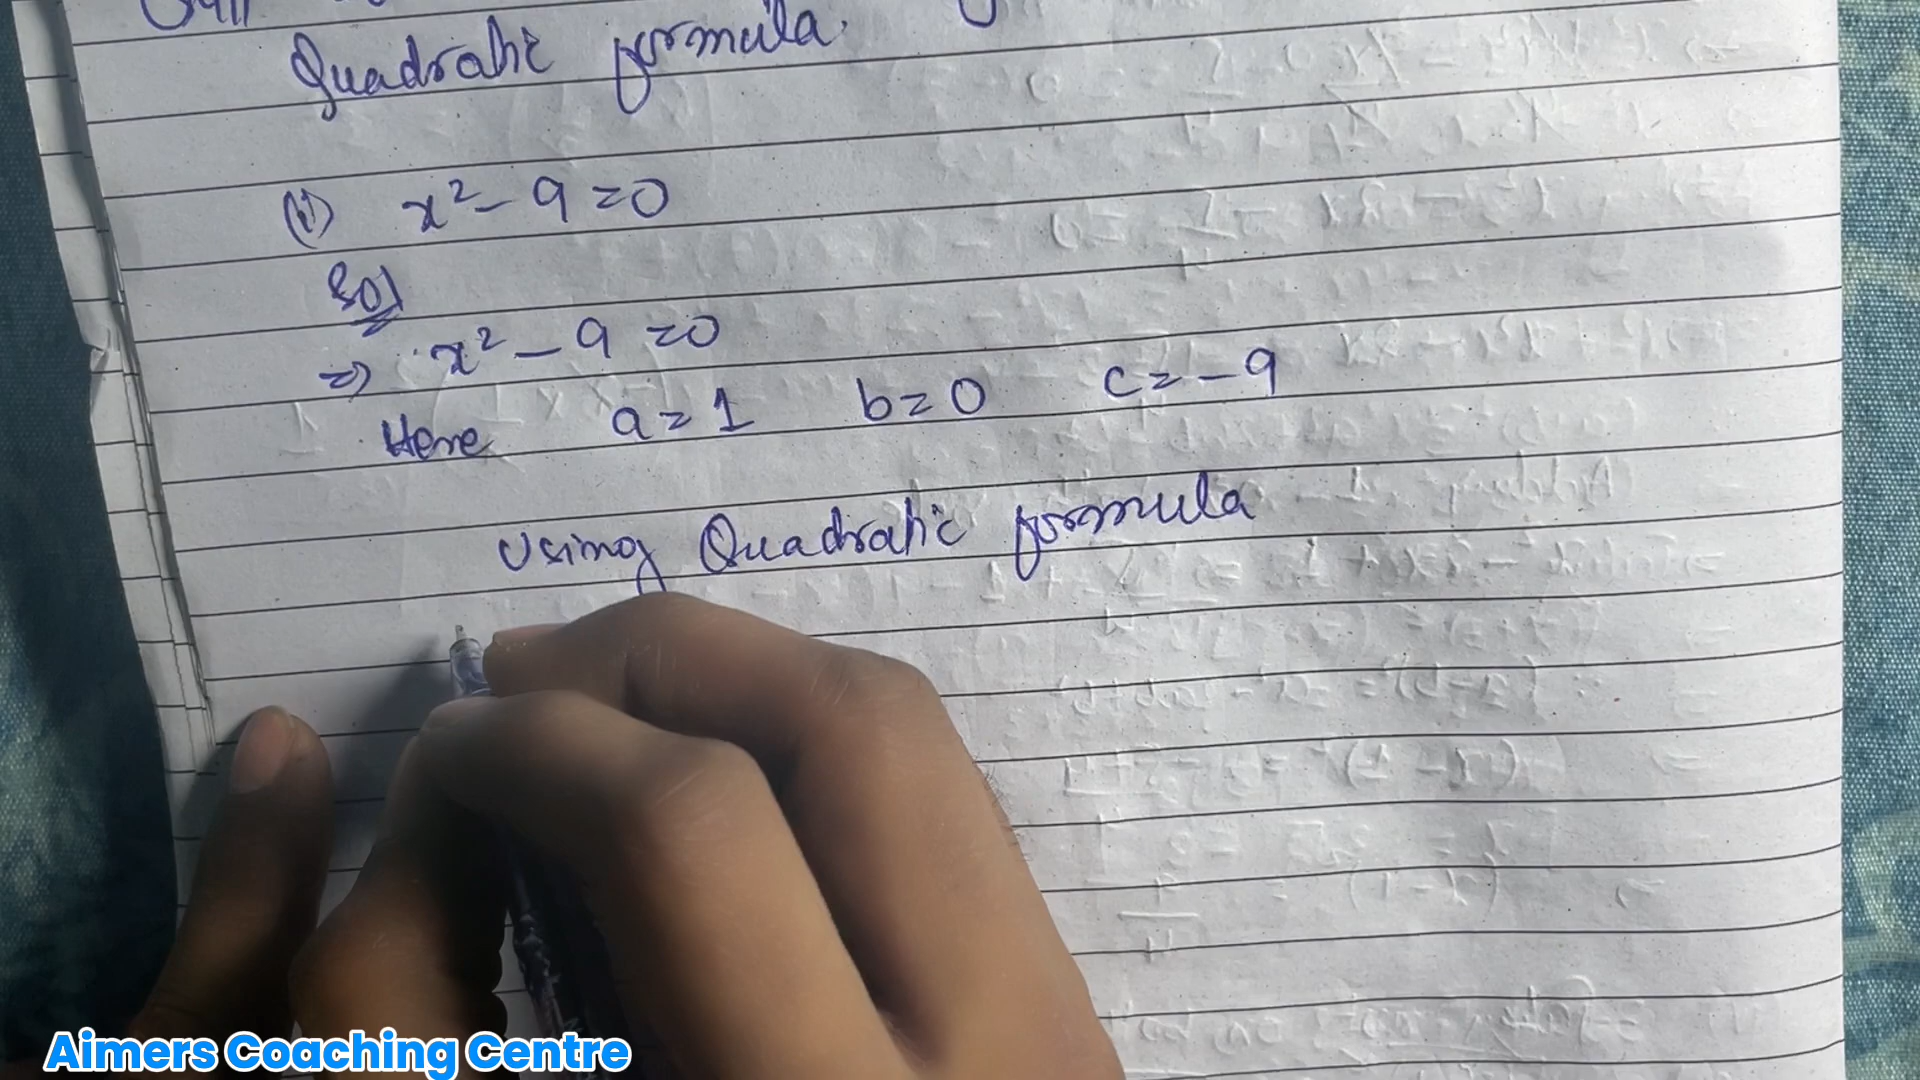 Quadratic formula.
(i) x² - 9 = 0
Sol
=) x² - 9 = 0
Here a = 1 b = 0 c = - 9
Using Quadratic formula
Aimers Coaching Centre